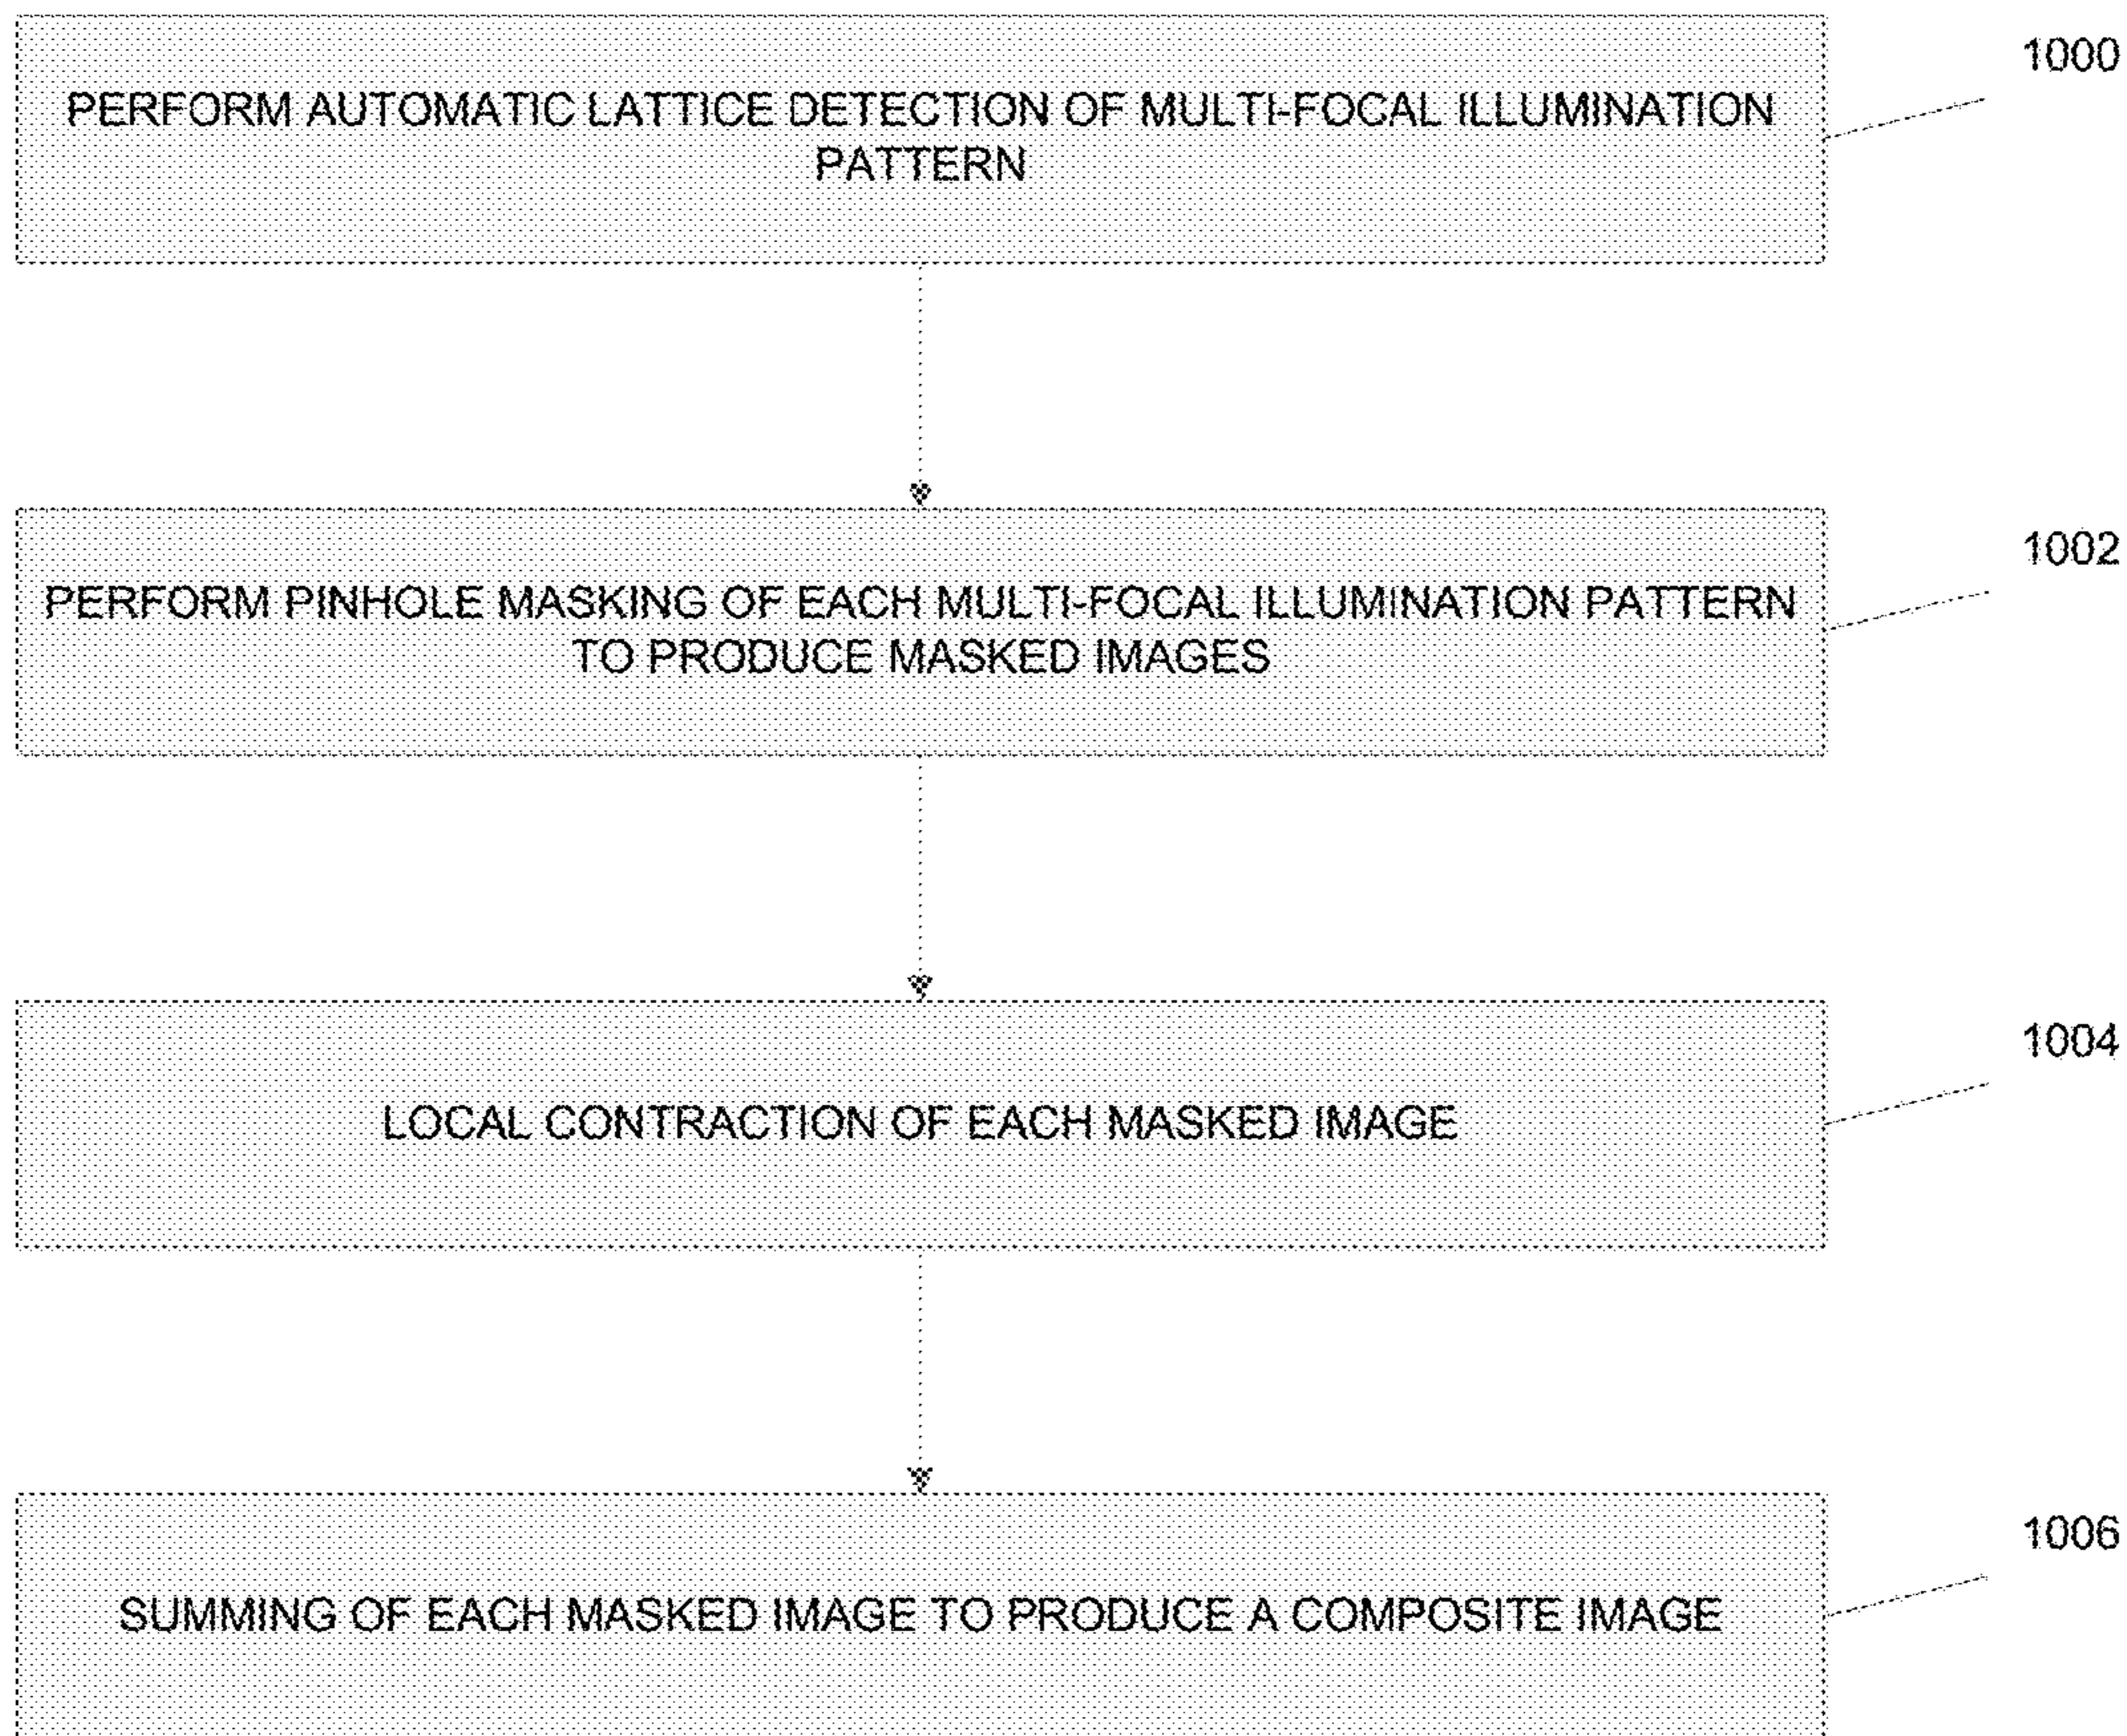 1000
PERFORM AUTOMATIC LATTICE DETECTION OF MULTI-FOCAL ILLUMINATION
PATTERN
1002
PERFORM PINHOLE MASKING OF EACH MULTI-FOCAL ILLUMINATION PATTERN
TO PRODUCE MASKED IMAGES
1004
LOCAL CONTRACTION OF EACH MASKED IMAGE
1006
SUMMING OF EACH MASKED IMAGE TO PRODUCE A COMPOSITE IMAGE